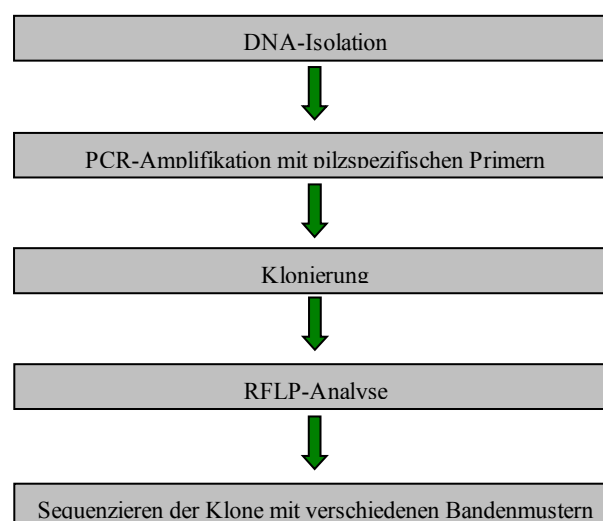 DNA-Isolation
PCR-Amplifikation mit pilzspezifischen Primern
Klonierung
RFLP-Analyse
Sequenzieren der Klone mit verschiedenen Bandenmustern